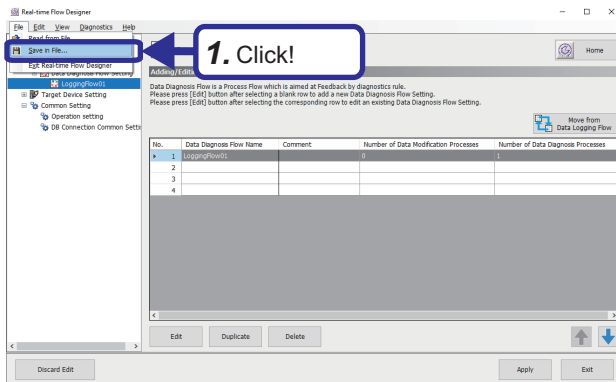 Real-time Flow Designer
File Edit View Diagnostics Help
Read from File
Save in File...
Exit Real-time Flow Designer
Data Diagnosis Flow Setting
LoggingFlow01
Target Device Setting
Common Setting
Operation setting
DB Connection Common Setti
1. Click!
Home
Adding/Editi
Data Diagnosis Flow is a Process Flow which is aimed at Feedback by diagnostics rule.
Please press [Edit] button after selecting a blank row to add a new Data Diagnosis Flow Setting.
Please press [Edit] button after selecting the corresponding row to edit an existing Data Diagnosis Flow Setting.
Move from
Data Logging Flow
No. Data Diagnosis Flow Name Comment Number of Data Modification Processes Number of Data Diagnosis Processes
1 LoggingFlow01 0 1
2
3
4
Edit Duplicate Delete
Discard Edit Apply Exit